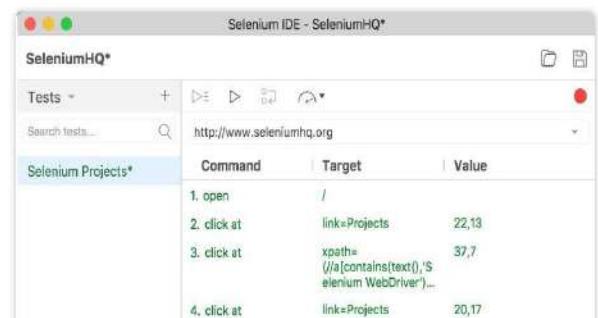 Selenium IDE - SeleniumHQ*
SeleniumHQ*
Tests
http://www.seleniumhq.org
Search tests...
Selenium Projects*
Command Target Value
1. open /
2. click at link=Projects 22,13
3. click at xpath= 37,7
(//a[contains(text(),'S
elenium WebDriver')...
4. click at link=Projects 20,17